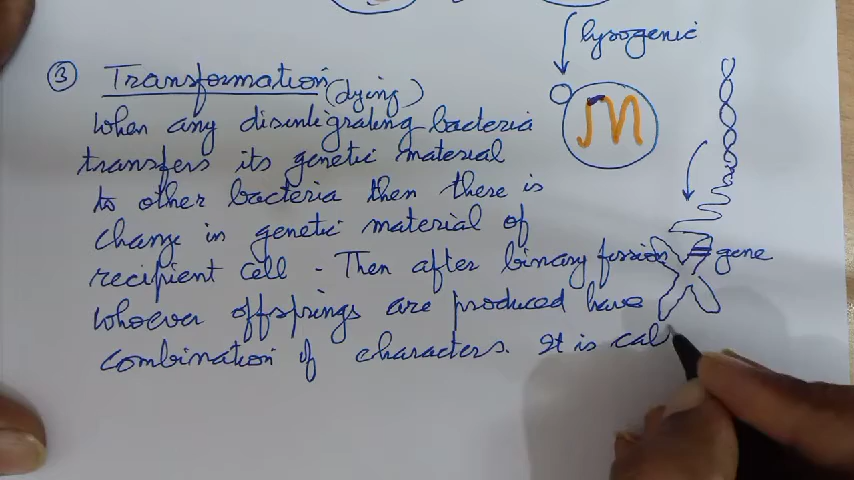 lysogenic
③ Transformation (dying)
When any disintigrating bacteria
transfers its genetic material
to other bacteria then there is
change in genetic material of
recipient cell. Then after binary fission
gene
whoever offsprings are produced have
combination of characters. It is cal